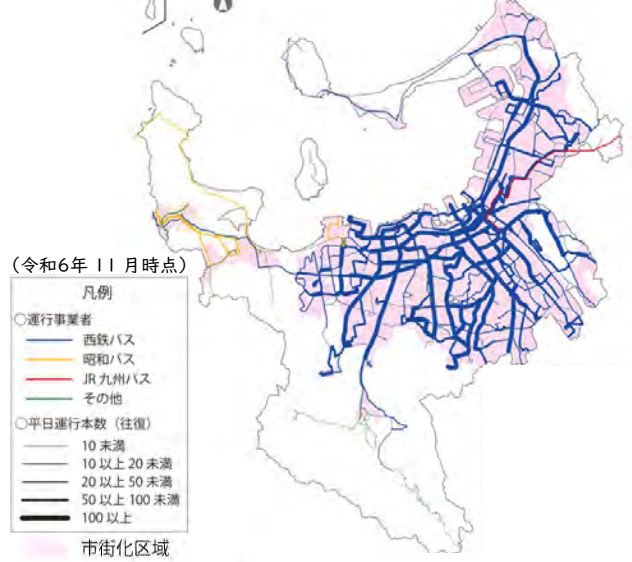 (令和6年 11 月時点)
凡例
○運行事業者
西鉄バス
昭和バス
JR 九州バス
その他
○平日運行本数（往復）
10 未満
10 以上 20 未満
20 以上 50 未満
50 以上 100 未満
100 以上
市街化区域